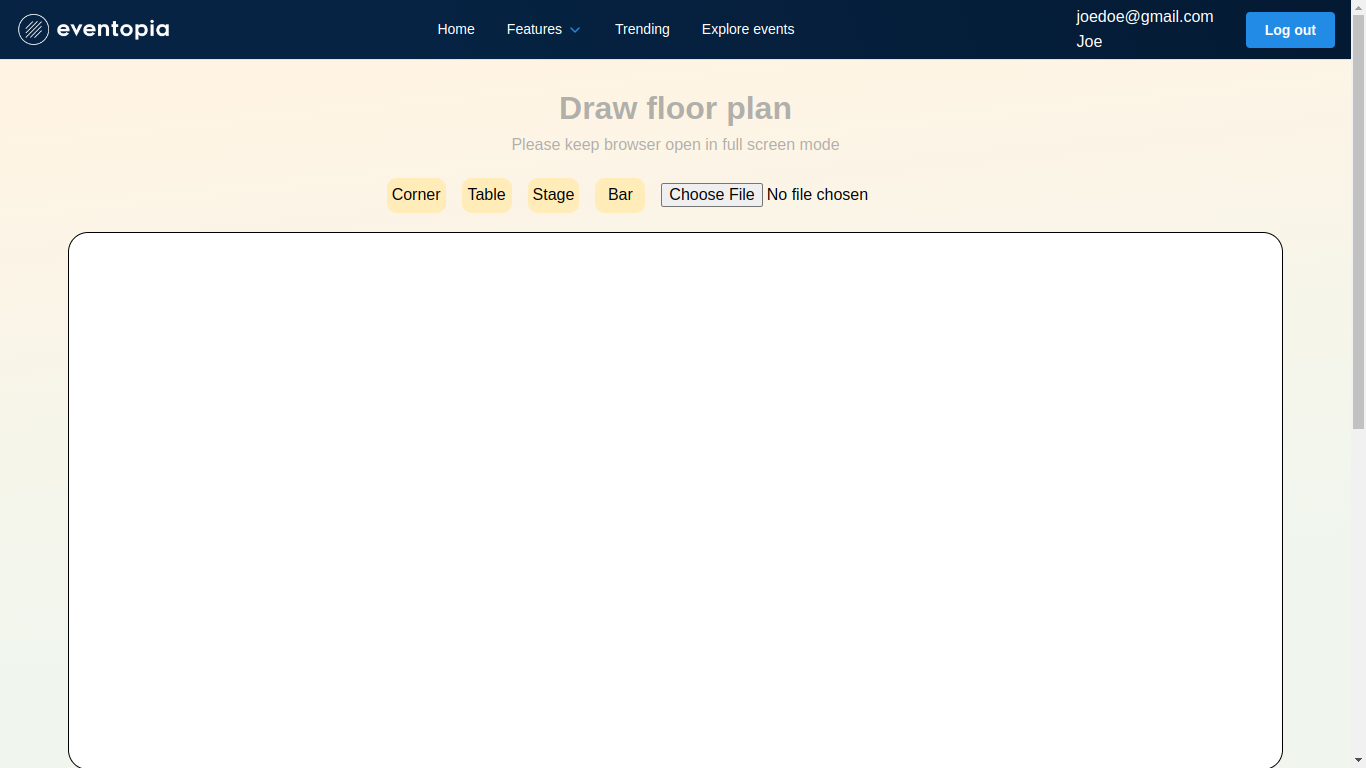 eventopia
Home Features Trending Explore events
joedoe@gmail.com
Joe
Log out
Draw floor plan
Please keep browser open in full screen mode
Corner Table Stage Bar Choose File No file chosen